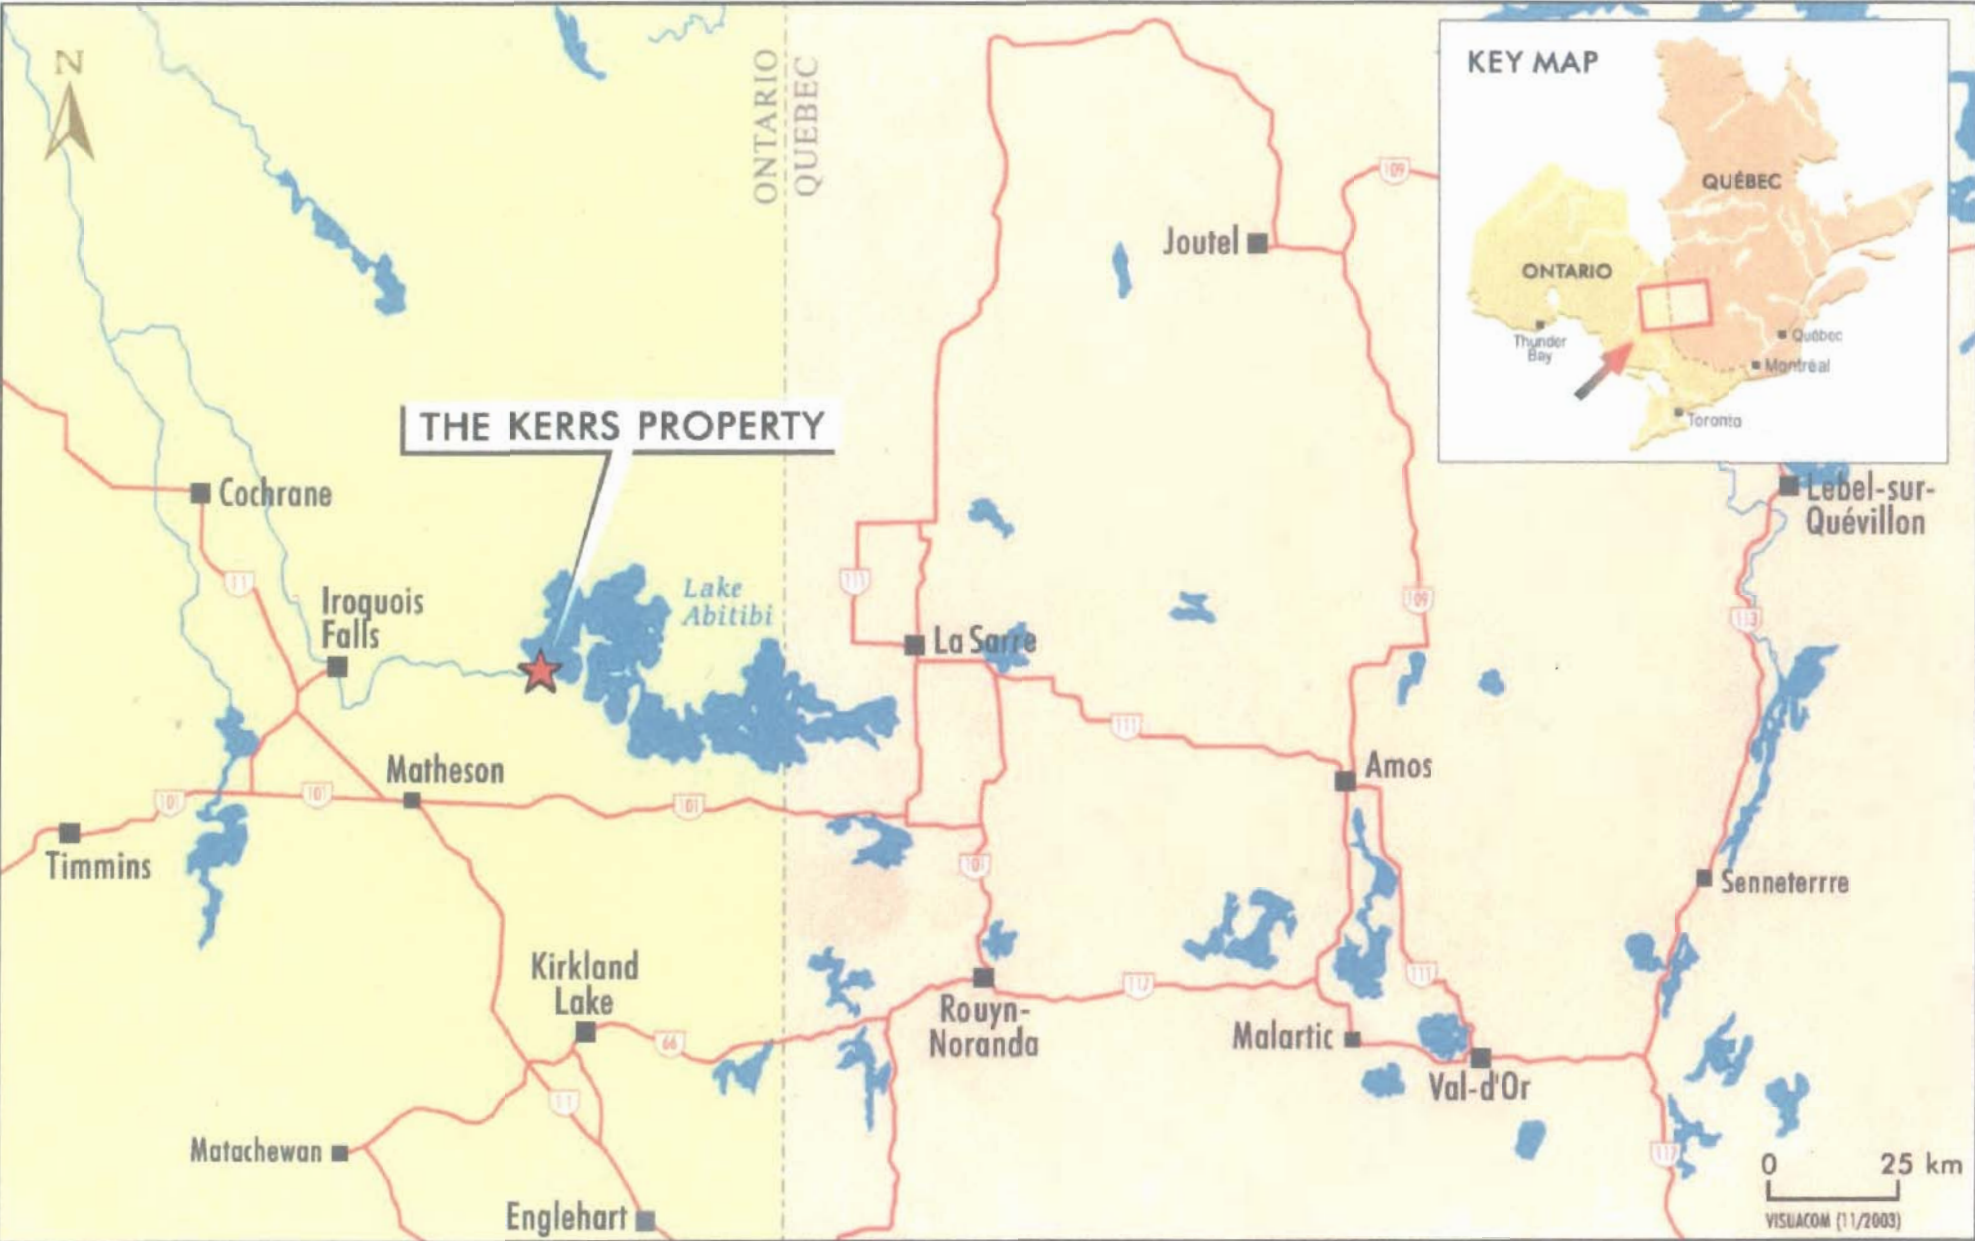 N
ONTARIO
QUEBEC
KEY MAP
QUÉBEC
ONTARIO
Thunder
Bay
Québec
Montréal
Toronto
109
Joutel
THE KERRS PROPERTY
Cochrane
Lebel-sur-
Quévillon
11
111
109
113
Iroquois
Falls
Lake
Abitibi
La Sarre
111
Matheson
Amos
101
101
101
Timmins
101
Senneterrre
Kirkland
Lake
66
Rouyn-
Noranda
117
111
Malartic
Val-d'Or
11
Matachewan
117
Englehart
0 25 km
VISUACOM (11/2003)